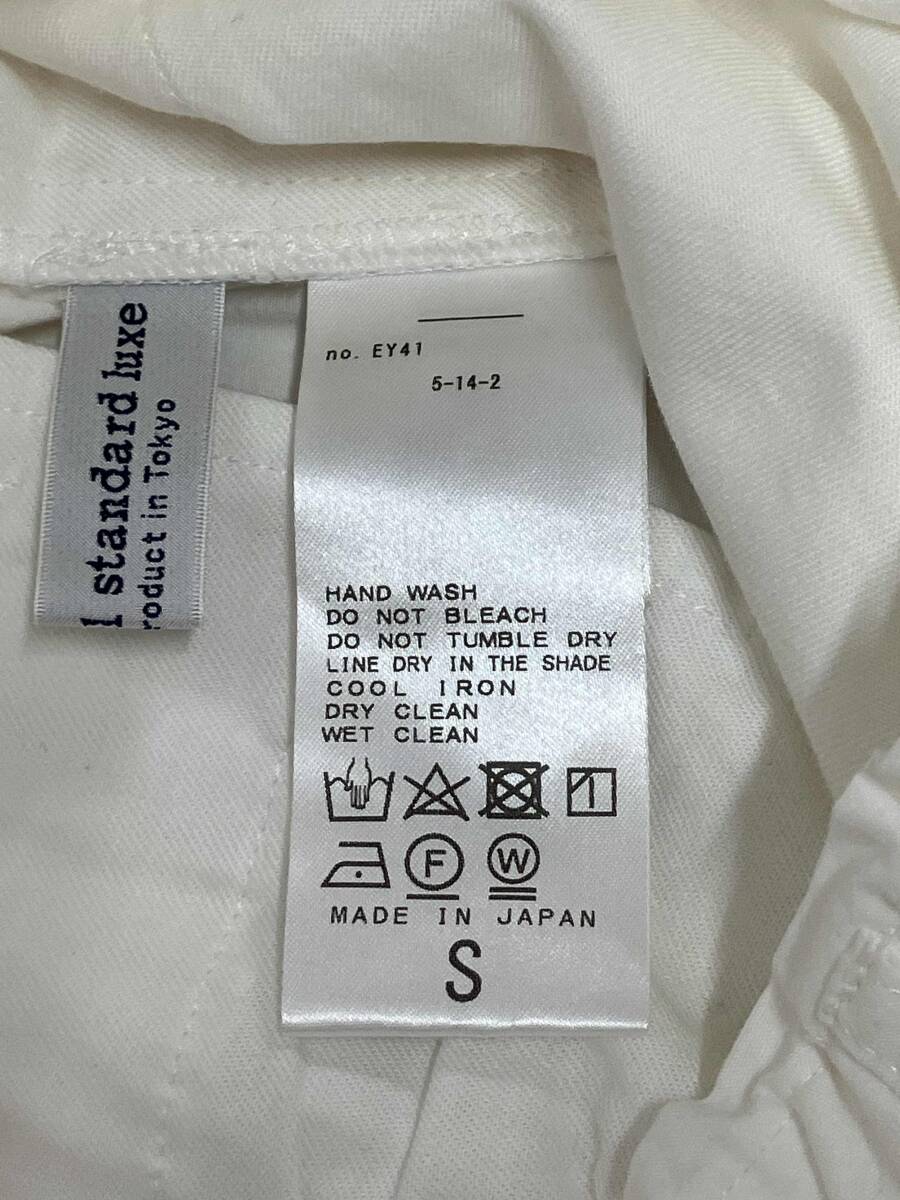 1 standard luxe
roduct in Tokyo
no. EY41
5-14-2
HAND WASH
DO NOT BLEACH
DO NOT TUMBLE DRY
LINE DRY IN THE SHADE
COOL IRON
DRY CLEAN
WET CLEAN
F W
MADE IN JAPAN
S